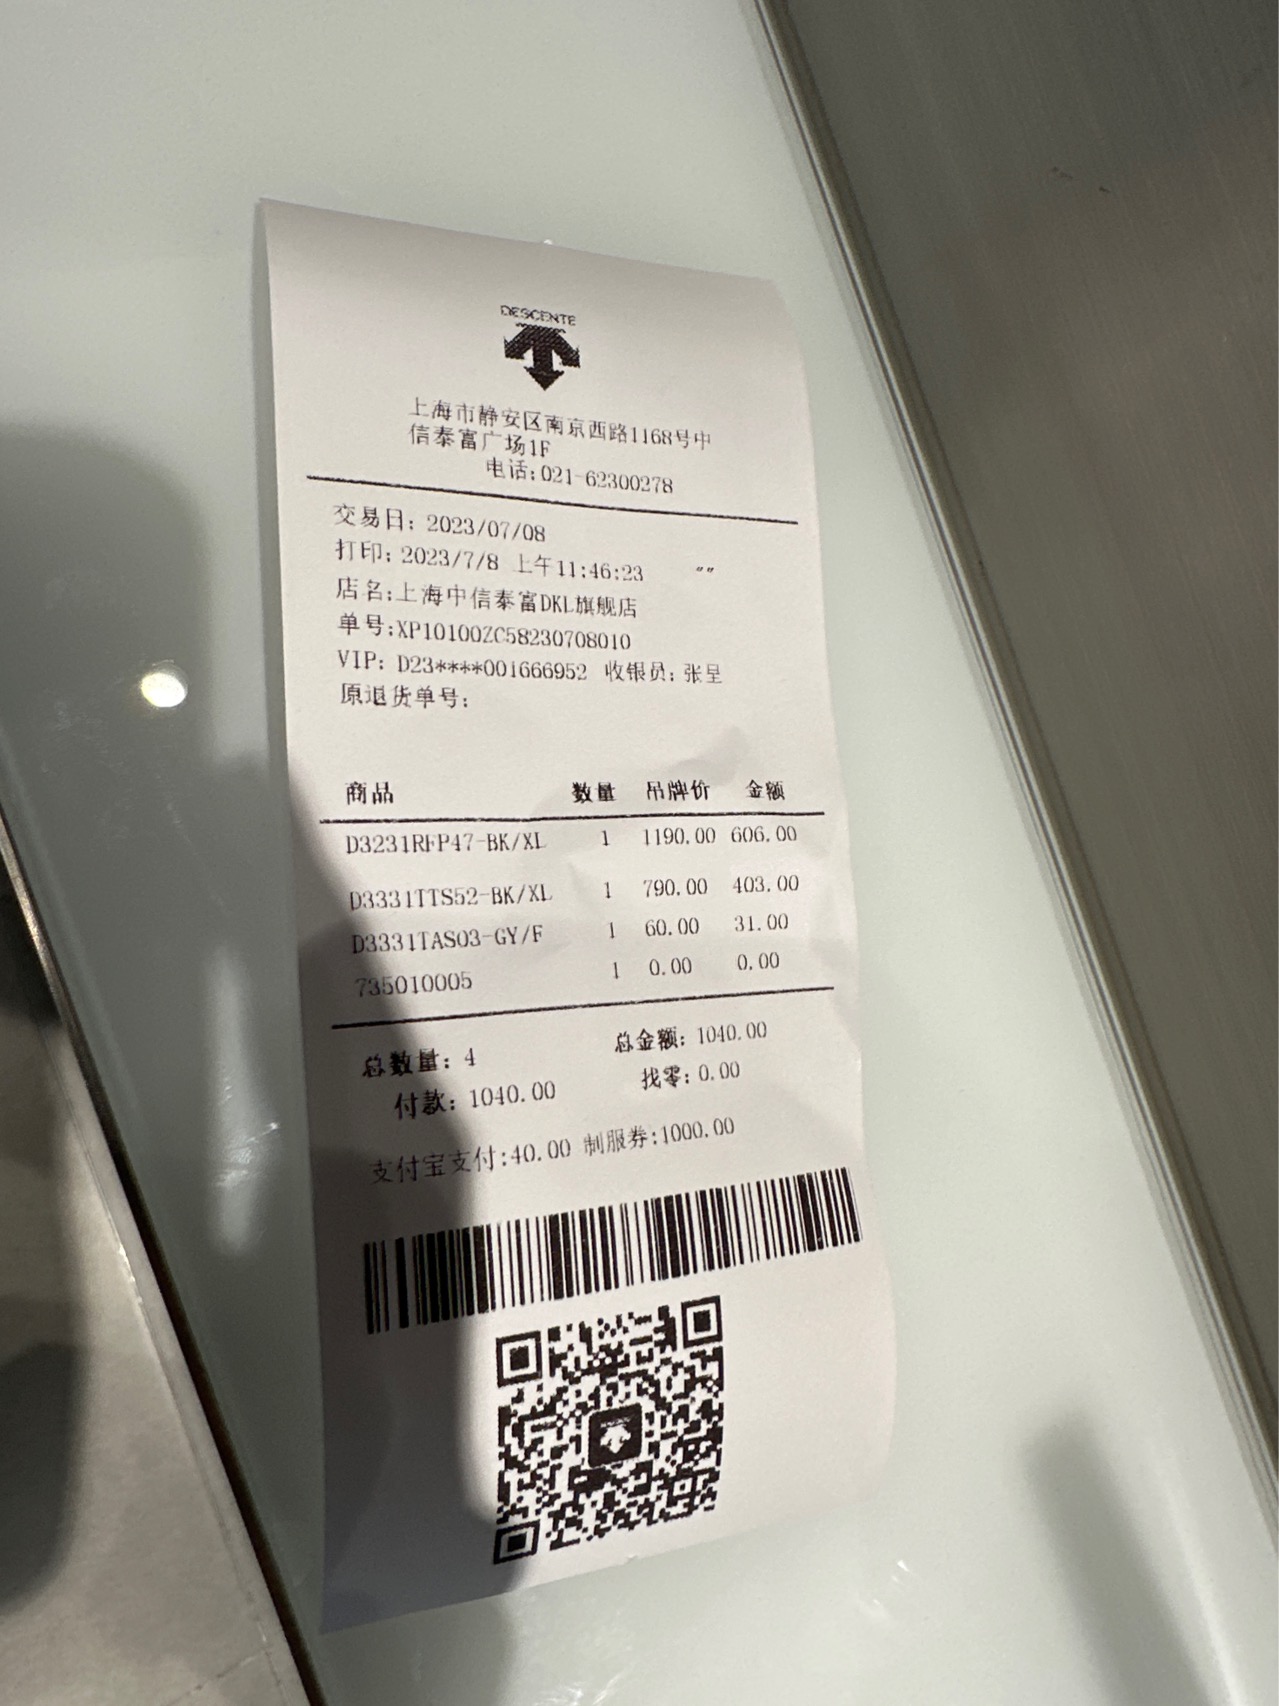 DESCENTE
上海市静安区南京西路1168号中
信泰富广场1F
电话:021-62300278
交易日: 2023/07/08
打印: 2023/7/8 上午11:46:23 ""
店名:上海中信泰富DKL旗舰店
单号:XP10100ZC58230708010
VIP: D23****001666952 收银员: 张呈
原退货单号:
商品 数量 吊牌价 金额
D3231RFP47-BK/XL 1 1190.00 606.00
D3331TTS52-BK/XL 1 790.00 403.00
D3331TAS03-GY/F 1 60.00 31.00
735010005 1 0.00 0.00
总数量: 4 总金额: 1040.00
付款: 1040.00 找零: 0.00
支付宝支付:40.00 制服券:1000.00